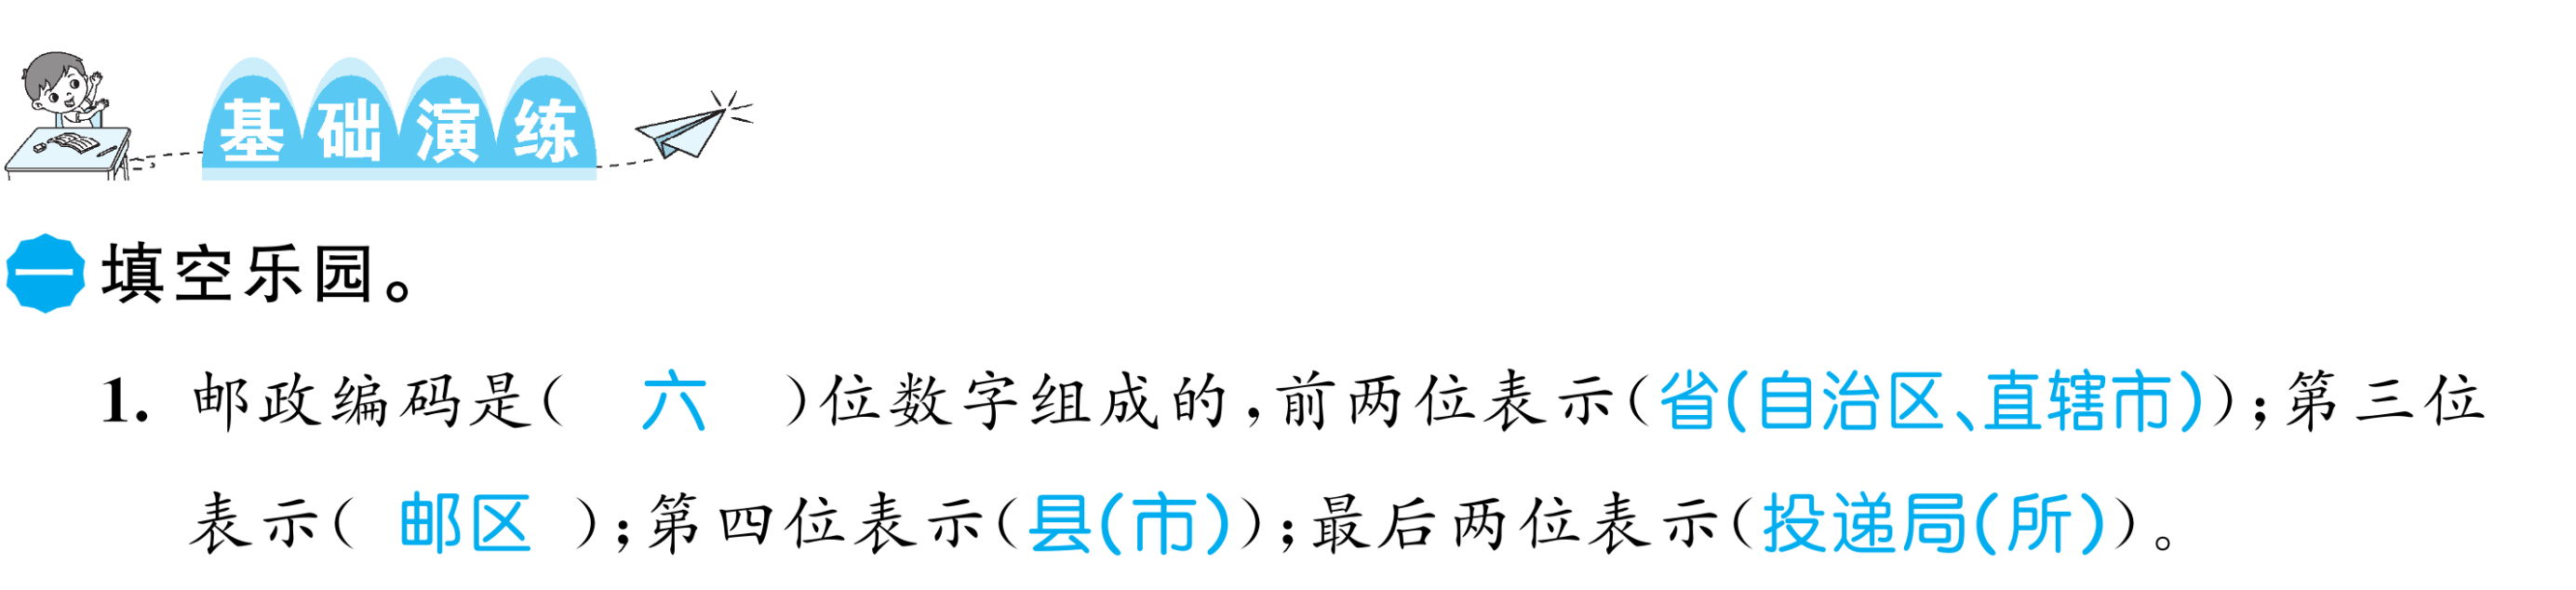 基础演练
一 填空乐园。
1. 邮政编码是( 六 )位数字组成的,前两位表示(省(自治区、直辖市));第三位
表示( 邮区 );第四位表示(县(市));最后两位表示(投递局(所))。